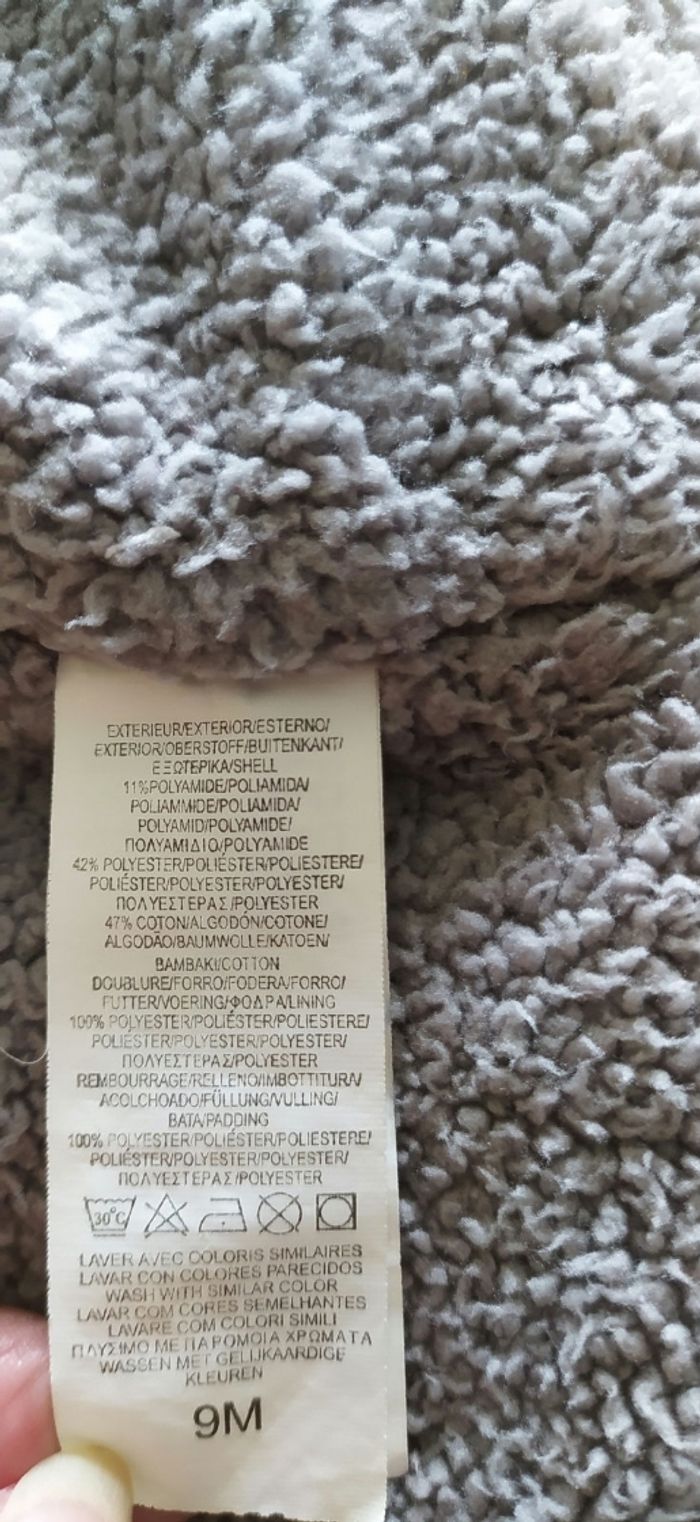 EXTERIEUR/EXTERIOR/ESTERNO/
EXTERIOR/OBERSTOFF/BUITENKANT/
ΕΞΩΤΕΡΙΚΑ/SHELL
11%POLYAMIDE/POLIAMIDA/
POLIAMMIDE/POLIAMIDA/
POLYAMID/POLYAMIDE/
ΠΟΛΥΑΜΙΔΙΟ/POLYAMIDE
42% POLYESTER/POLIÉSTER/POLIESTERE/
POLIÉSTER/POLYESTER/POLYESTER/
ΠΟΛΥΕΣΤΕΡΑΣ/POLYESTER
47% COTON/ALGODÓN/COTONE/
ALGODÃO/BAUMWOLLE/KATOEN/
BAMBAKI/COTTON
DOUBLURE/FORRO/FODERA/FORRO/
FUTTER/VOERING/ΦΟΔΡΑ/LINING
100% POLYESTER/POLIÉSTER/POLIESTERE/
POLIÉSTER/POLYESTER/POLYESTER/
ΠΟΛΥΕΣΤΕΡΑΣ/POLYESTER
REMBOURRAGE/RELLENO/IMBOTTITURA/
ACOLCHOADO/FÜLLUNG/VULLING/
BATA/PADDING
100% POLYESTER/POLIÉSTER/POLIESTERE/
POLIÉSTER/POLYESTER/POLYESTER/
ΠΟΛΥΕΣΤΕΡΑΣ/POLYESTER
30°C
LAVER AVEC COLORIS SIMILAIRES
LAVAR CON COLORES PARECIDOS
WASH WITH SIMILAR COLOR
LAVAR COM CORES SEMELHANTES
LAVARE COM COLORI SIMILI
ΠΛΥΣΙΜΟ ΜΕ ΠΑΡΟΜΟΙΑ ΧΡΩΜΑΤΑ
WASSEN MET GELIJKAARDIGE
KLEUREN
9M